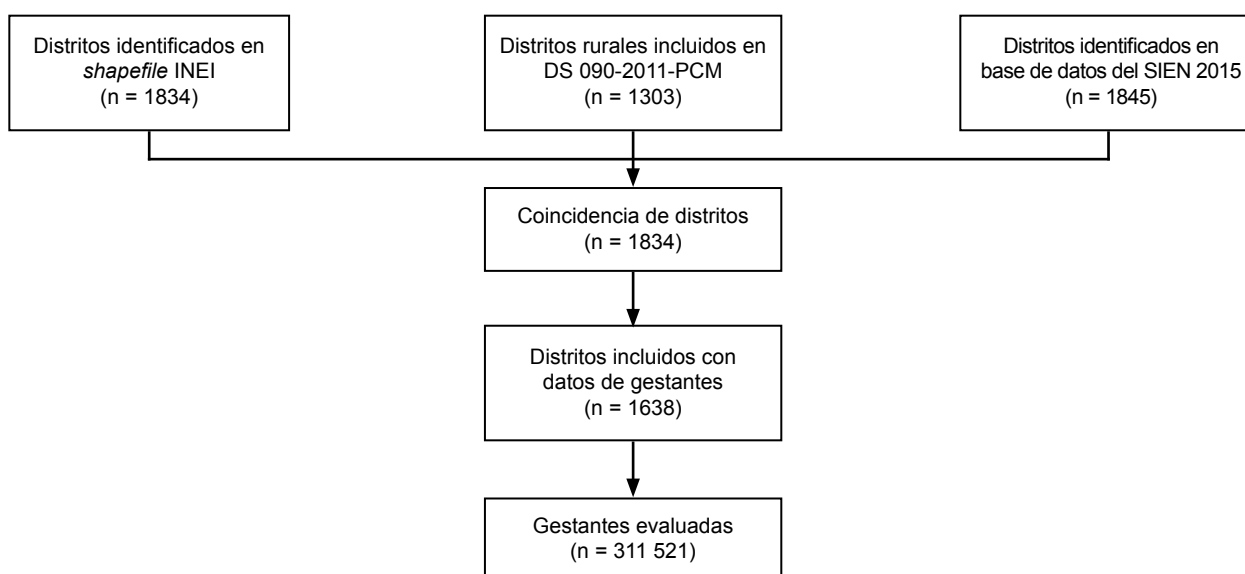 Distritos identificados en
shapefile INEI
(n = 1834)
Distritos rurales incluidos en
DS 090-2011-PCM
(n = 1303)
Distritos identificados en
base de datos del SIEN 2015
(n = 1845)
Coincidencia de distritos
(n = 1834)
Distritos incluidos con
datos de gestantes
(n = 1638)
Gestantes evaluadas
(n = 311 521)